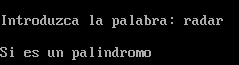 Introduzca la palabra: radar
Si es un palindromo